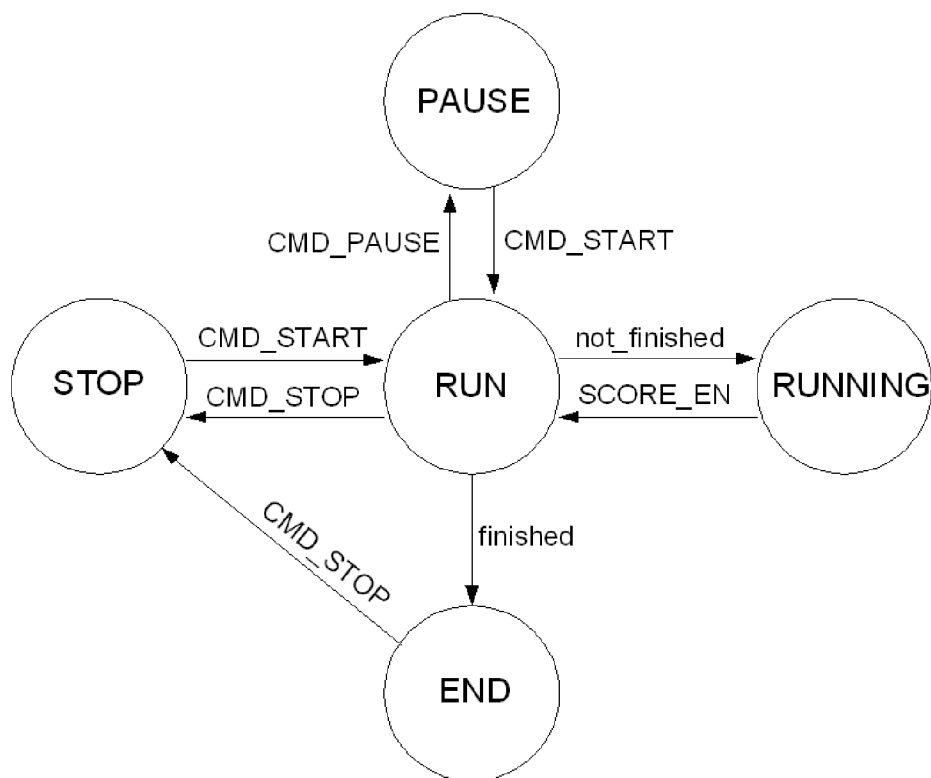 PAUSE
CMD_PAUSE
CMD_START
CMD_START
not_finished
STOP
RUN
RUNNING
CMD_STOP
SCORE_EN
CMD_STOP
finished
END